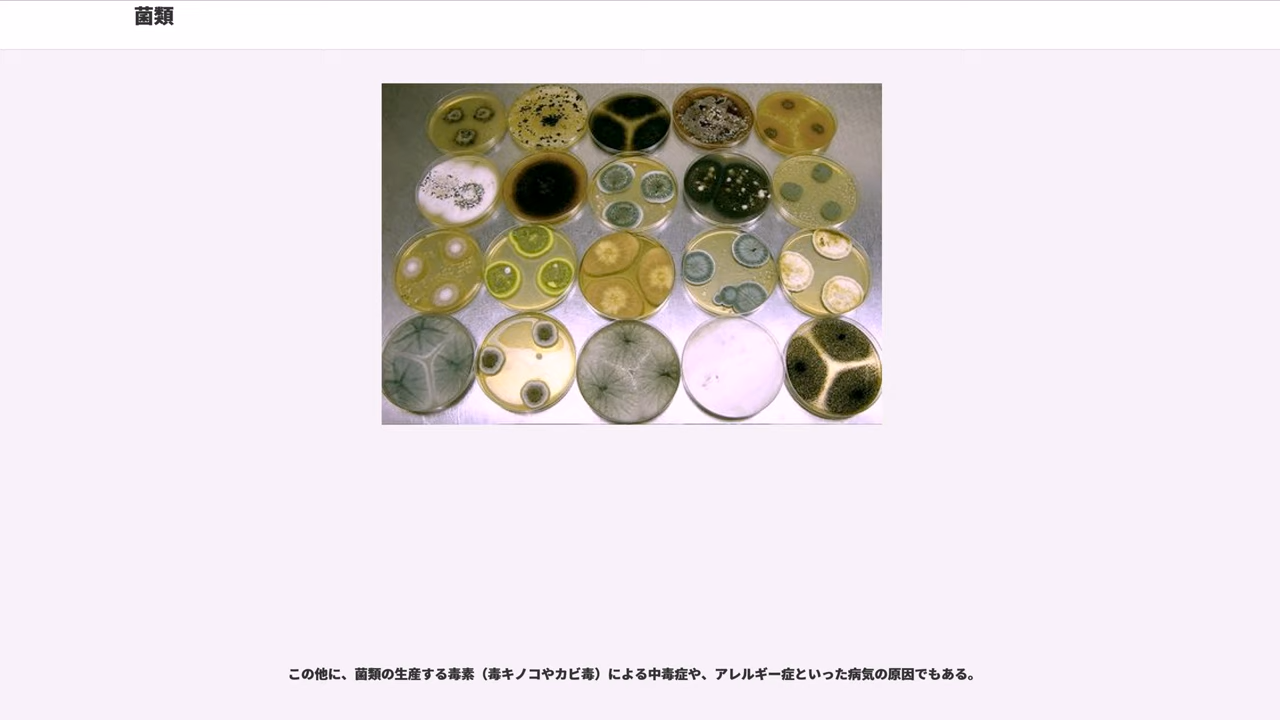 菌類
この他に、菌類の生産する毒素（毒キノコやカビ毒）による中毒症や、アレルギー症といった病気の原因でもある。